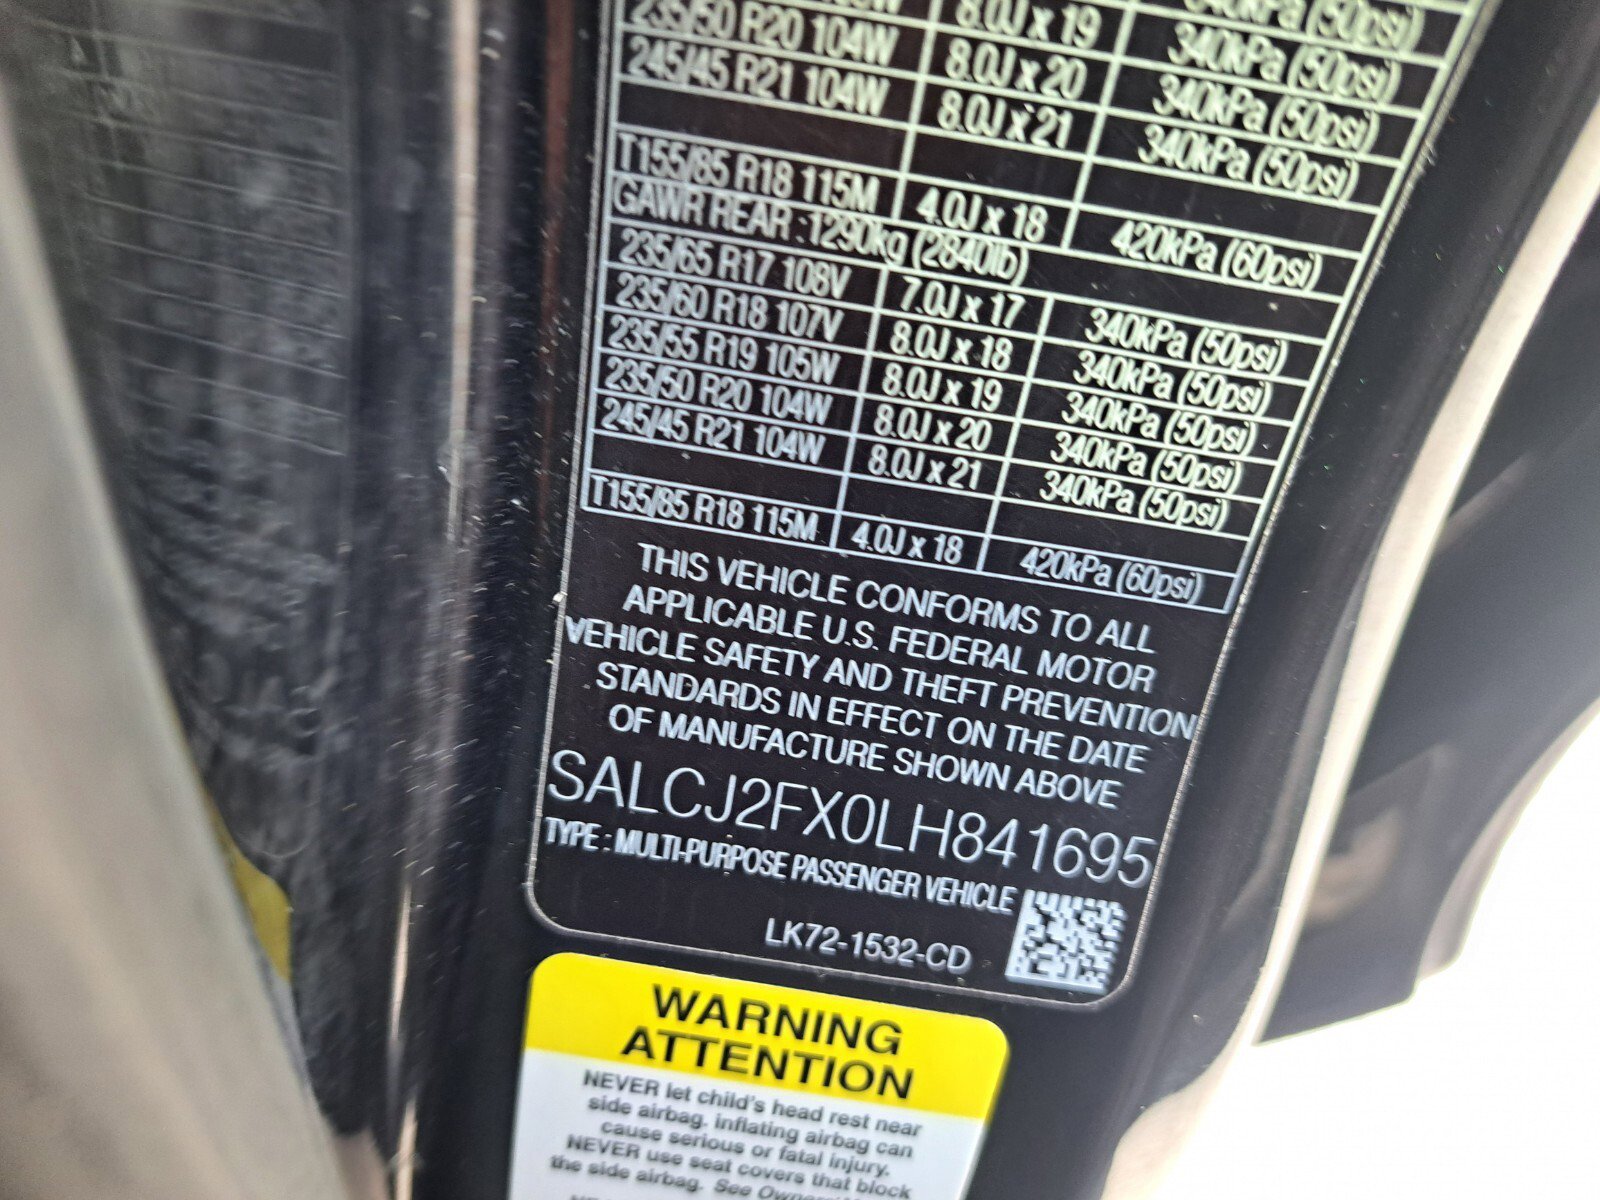 235/50 R20 104W 8.0J x 19 340kPa (50psi)
245/45 R21 104W 8.0J x 20 340kPa (50psi)
8.0J x 21 340kPa (50psi)
340kPa (50psi)
T155/85 R18 115M 4.0J x 18 420kPa (60psi)
GAWR REAR : 1290kg (2840lb)
235/65 R17 108V 7.0J x 17 340kPa (50psi)
235/60 R18 107V 8.0J x 18 340kPa (50psi)
235/55 R19 105W 8.0J x 19 340kPa (50psi)
235/50 R20 104W 8.0J x 20 340kPa (50psi)
245/45 R21 104W 8.0J x 21 340kPa (50psi)
T155/85 R18 115M 4.0J x 18 420kPa (60psi)
THIS VEHICLE CONFORMS TO ALL
APPLICABLE U.S. FEDERAL MOTOR
VEHICLE SAFETY AND THEFT PREVENTION
STANDARDS IN EFFECT ON THE DATE
OF MANUFACTURE SHOWN ABOVE
SALCJ2FX0LH841695
TYPE : MULTI-PURPOSE PASSENGER VEHICLE
LK72-1532-CD
WARNING
ATTENTION
NEVER let child's head rest near
side airbag. inflating airbag can
cause serious or fatal injury.
NEVER use seat covers that block
the side airbag. See Owners